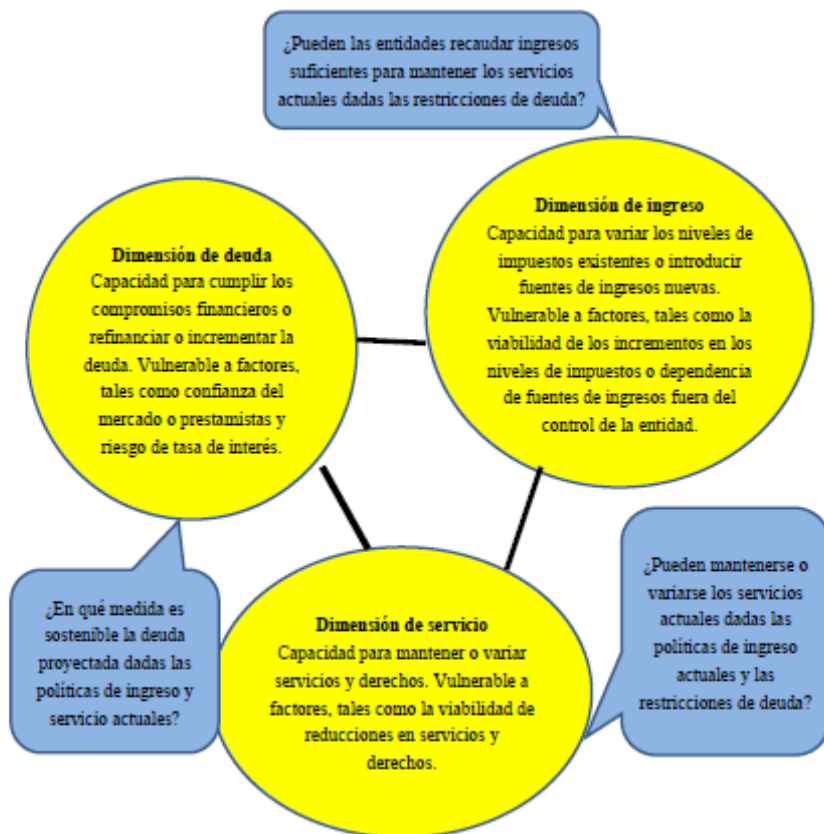 ¿Pueden las entidades recaudar ingresos
suficientes para mantener los servicios
actuales dadas las restricciones de deuda?
Dimensión de ingreso
Capacidad para variar los niveles de
impuestos existentes o introducir
fuentes de ingresos nuevas.
Vulnerable a factores, tales como la
viabilidad de los incrementos en los
niveles de impuestos o dependencia
de fuentes de ingresos fuera del
control de la entidad.
Dimensión de deuda
Capacidad para cumplir los
compromisos financieros o
refinanciar o incrementar la
deuda. Vulnerable a factores,
tales como confianza del
mercado o prestamistas y
riesgo de tasa de interés.
¿En qué medida es
sostenible la deuda
proyectada dadas las
políticas de ingreso y
servicio actuales?
Dimensión de servicio
Capacidad para mantener o variar
servicios y derechos. Vulnerable a
factores, tales como la viabilidad de
reducciones en servicios y
derechos.
¿Pueden mantenerse o
variarse los servicios
actuales dadas las
políticas de ingreso
actuales y las
restricciones de deuda?